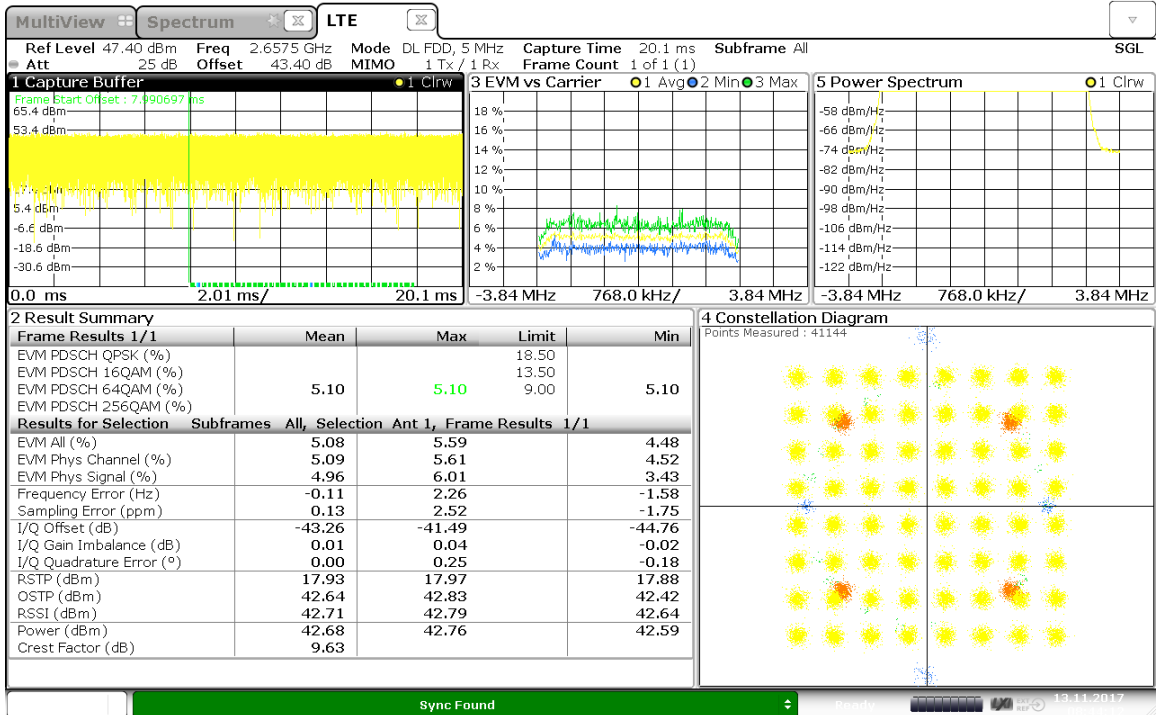 MultiView Spectrum LTE
Ref Level 47.40 dBm Freq 2.6575 GHz Mode DL FDD, 5 MHz Capture Time 20.1 ms Subframe All SGL
Att 25 dB Offset 43.40 dB MIMO 1 Tx / 1 Rx Frame Count 1 of 1 (1)
1 Capture Buffer 1 Clrw
Frame Start Offset : 7.990697 ms
65.4 dBm
53.4 dBm
5.4 dBm
-6.6 dBm
-18.6 dBm
-30.6 dBm
0.0 ms 2.01 ms/ 20.1 ms
3 EVM vs Carrier 1 Avg 2 Min 3 Max
18 %
16 %
14 %
12 %
10 %
8 %
6 %
4 %
2 %
-3.84 MHz 768.0 kHz/ 3.84 MHz
5 Power Spectrum 1 Clrw
-58 dBm/Hz
-66 dBm/Hz
-74 dBm/Hz
-82 dBm/Hz
-90 dBm/Hz
-98 dBm/Hz
-106 dBm/Hz
-114 dBm/Hz
-122 dBm/Hz
-3.84 MHz 768.0 kHz/ 3.84 MHz
2 Result Summary
Frame Results 1/1 Mean Max Limit Min
EVM PDSCH QPSK (%) 18.50
EVM PDSCH 16QAM (%) 13.50
EVM PDSCH 64QAM (%) 5.10 5.10 9.00 5.10
EVM PDSCH 256QAM (%)
Results for Selection Subframes All, Selection Ant 1, Frame Results 1/1
EVM All (%) 5.08 5.59 4.48
EVM Phys Channel (%) 5.09 5.61 4.52
EVM Phys Signal (%) 4.96 6.01 3.43
Frequency Error (Hz) -0.11 2.26 -1.58
Sampling Error (ppm) 0.13 2.52 -1.75
I/Q Offset (dB) -43.26 -41.49 -44.76
I/Q Gain Imbalance (dB) 0.01 0.04 -0.02
I/Q Quadrature Error (°) 0.00 0.25 -0.18
RSTP (dBm) 17.93 17.97 17.88
OSTP (dBm) 42.64 42.83 42.42
RSSI (dBm) 42.71 42.79 42.64
Power (dBm) 42.68 42.76 42.59
Crest Factor (dB) 9.63
4 Constellation Diagram
Points Measured : 41144
Sync Found
Ready
LXI EXT REF 13.11.2017